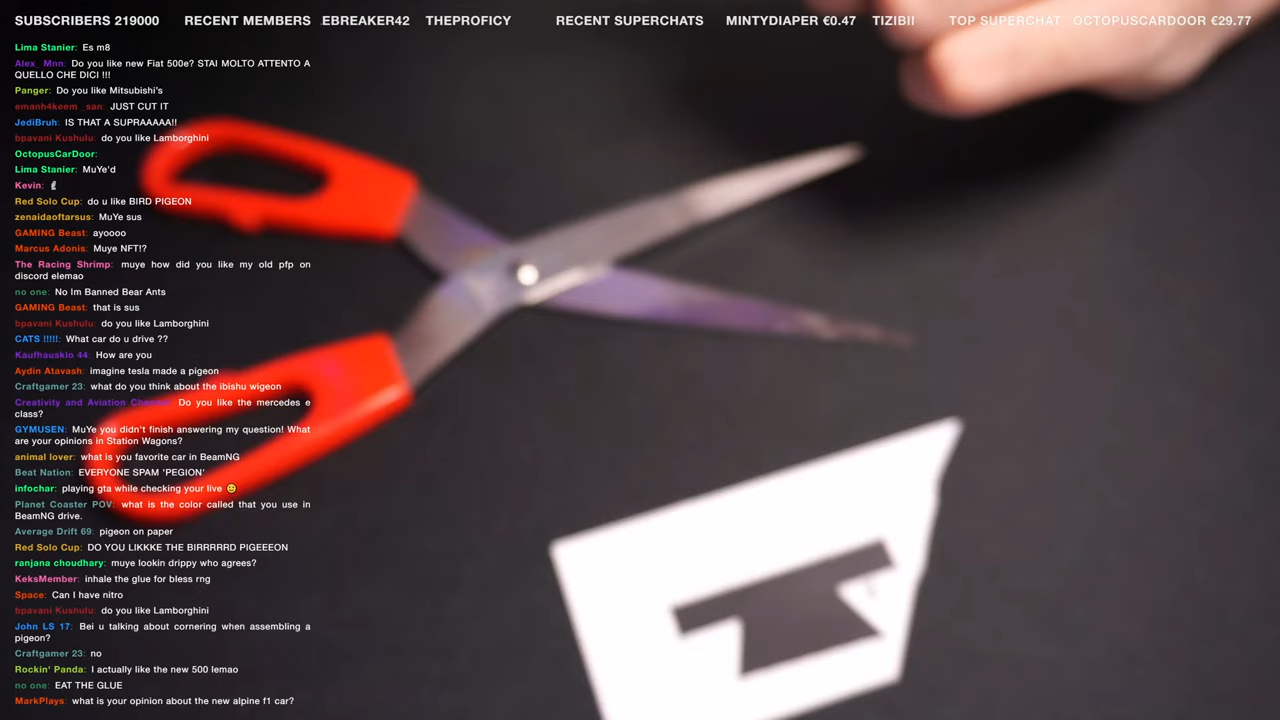 SUBSCRIBERS 219000 RECENT MEMBERS EBREAKER42 THEPROFICY RECENT SUPERCHATS MINTYDIAPER €0.47 TIZIBII TOP SUPERCHAT OCTOPUSCARDOOR €29.77
Lima Stanier: Es m8
Alex_ Mnn: Do you like new Fiat 500e? STAI MOLTO ATTENTO A
QUELLO CHE DICI !!!
Panger: Do you like Mitsubishi's
emanh4keem _san: JUST CUT IT
JediBruh: IS THAT A SUPRAAAAA!!
bpavani Kushulu: do you like Lamborghini
OctopusCarDoor:
Lima Stanier: MuYe'd
Kevin:
Red Solo Cup: do u like BIRD PIGEON
zenaidaoftarsus: MuYe sus
GAMING Beast: ayoooo
Marcus Adonis: Muye NFT!?
The Racing Shrimp: muye how did you like my old pfp on
discord elemao
no one: No Im Banned Bear Ants
GAMING Beast: that is sus
bpavani Kushulu: do you like Lamborghini
CATS !!!!!: What car do u drive ??
Kaufhauskio 44: How are you
Aydin Atavash: imagine tesla made a pigeon
Craftgamer 23: what do you think about the ibishu wigeon
Creativity and Aviation Do you like the mercedes e
class?
GYMUSEN: MuYe you didn't finish answering my question! What
are your opinions in Station Wagons?
animal lover: what is you favorite car in BeamNG
Beat Nation: EVERYONE SPAM 'PEGION'
infochar: playing gta while checking your live 😊
Planet Coaster POV: what is the color called that you use in
BeamNG drive.
Average Drift 69: pigeon on paper
Red Solo Cup: DO YOU LIKKKE THE BIRRRRRD PIGEEEON
ranjana choudhary: muye lookin drippy who agrees?
KeksMember: inhale the glue for bless rng
Space: Can I have nitro
bpavani Kushulu: do you like Lamborghini
John LS 17: Bei u talking about cornering when assembling a
pigeon?
Craftgamer 23: no
Rockin' Panda: I actually like the new 500 lemao
no one: EAT THE GLUE
MarkPlays: what is your opinion about the new alpine f1 car?